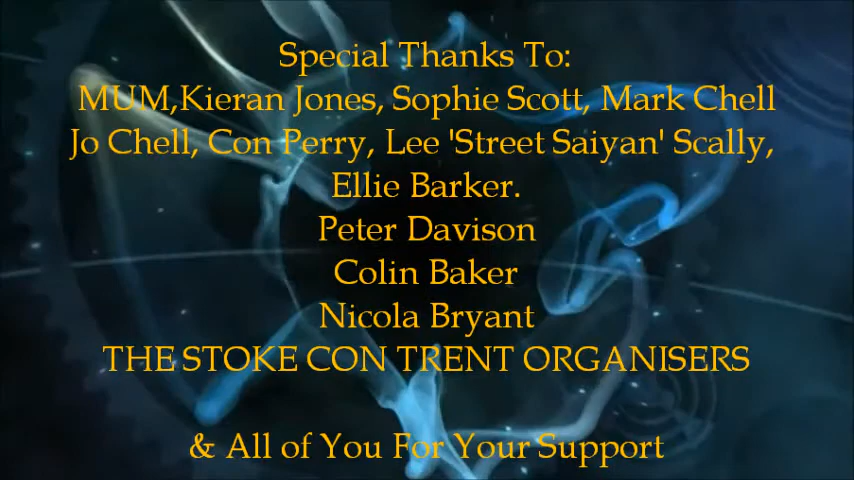 Special Thanks To:
MUM,Kieran Jones, Sophie Scott, Mark Chell
Jo Chell, Con Perry, Lee 'Street Saiyan' Scally,
Ellie Barker.
Peter Davison
Colin Baker
Nicola Bryant
THE STOKE CON TRENT ORGANISERS
& All of You For Your Support